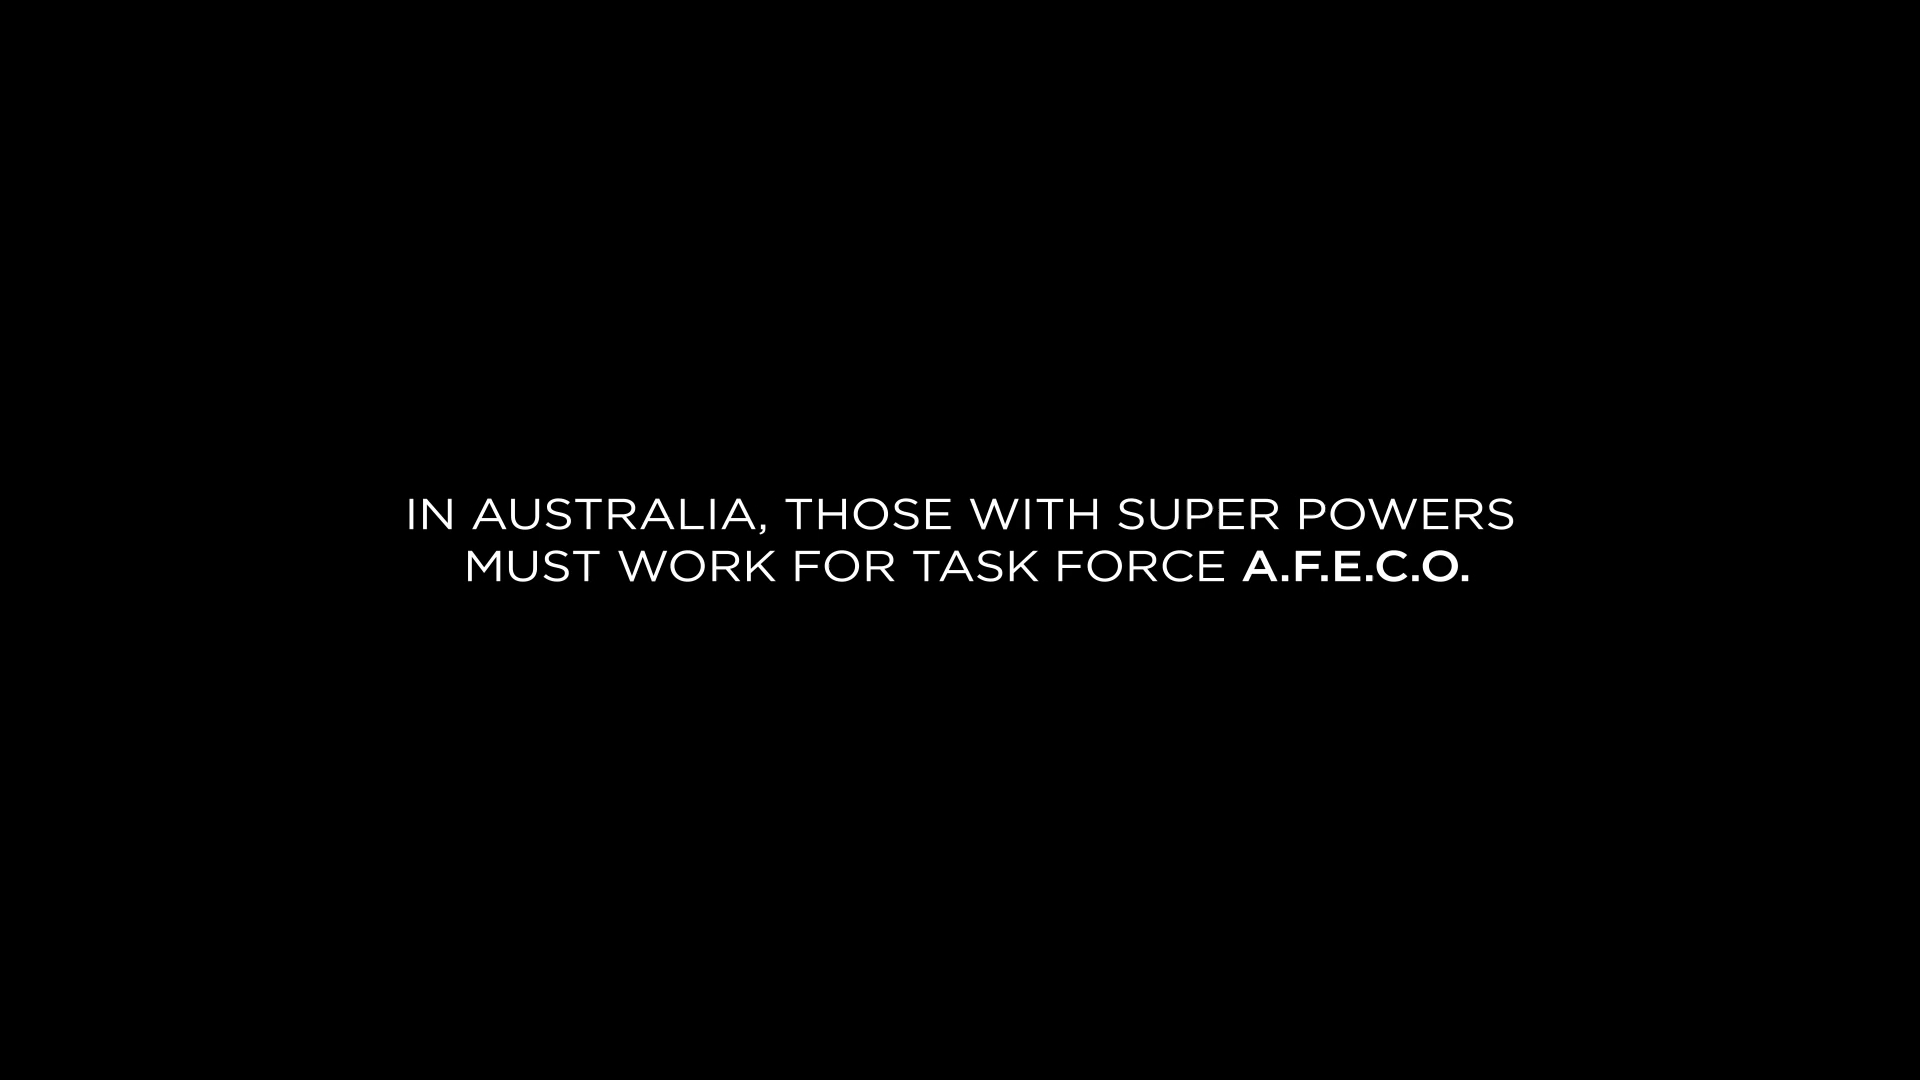 IN AUSTRALIA, THOSE WITH SUPER POWERS
MUST WORK FOR TASK FORCE A.F.E.C.O.